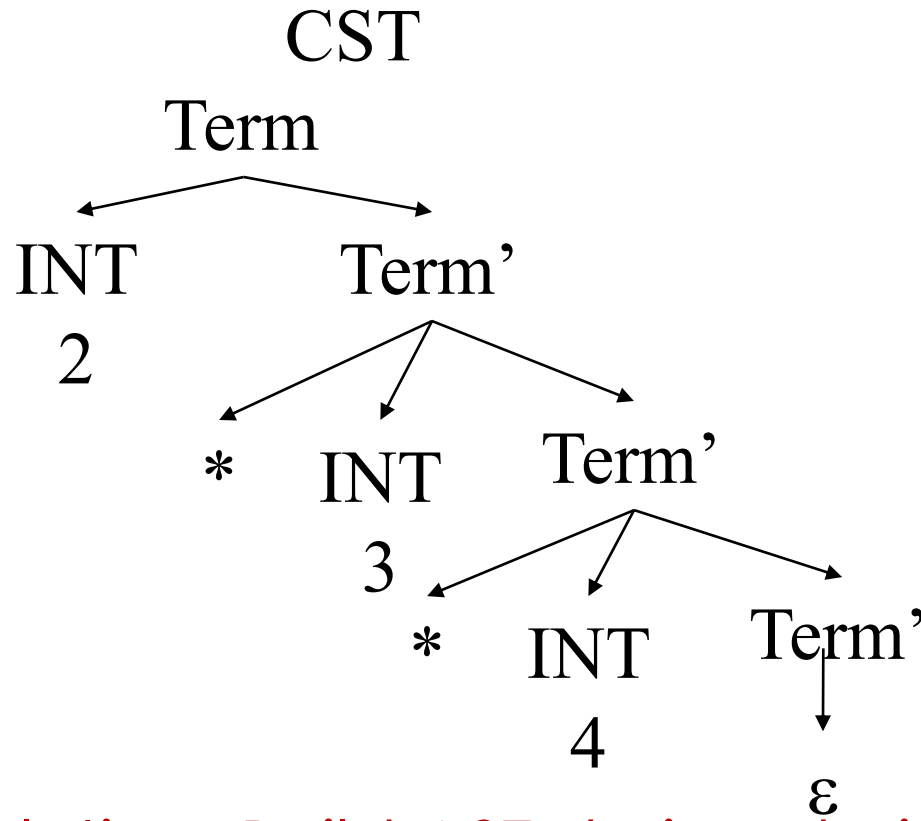 CST
Term
INT Term’
2
* INT Term’
3
* INT Term’
4
ε